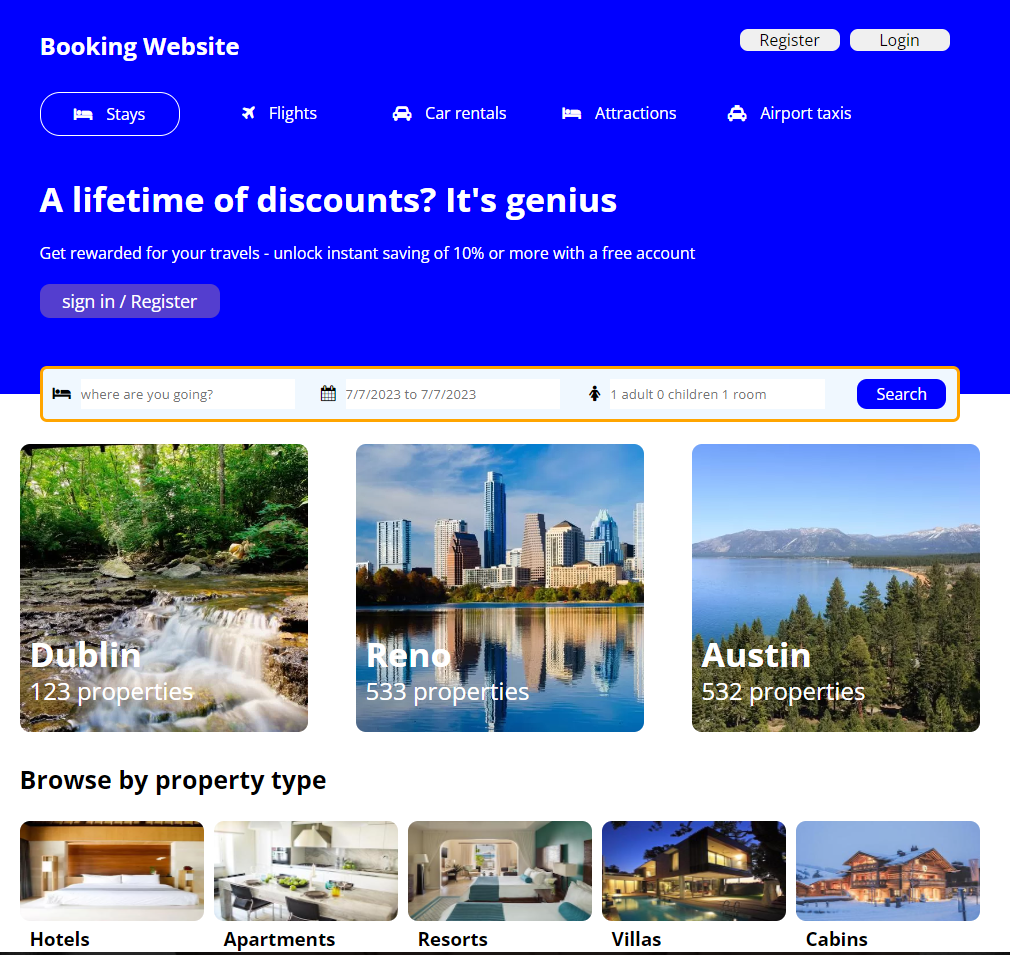 Booking Website
Register
Login
Stays
Flights
Car rentals
Attractions
Airport taxis
A lifetime of discounts? It's genius
Get rewarded for your travels - unlock instant saving of 10% or more with a free account
sign in / Register
where are you going?
7/7/2023 to 7/7/2023
1 adult 0 children 1 room
Search
Dublin
123 properties
Reno
533 properties
Austin
532 properties
Browse by property type
Hotels
Apartments
Resorts
Villas
Cabins